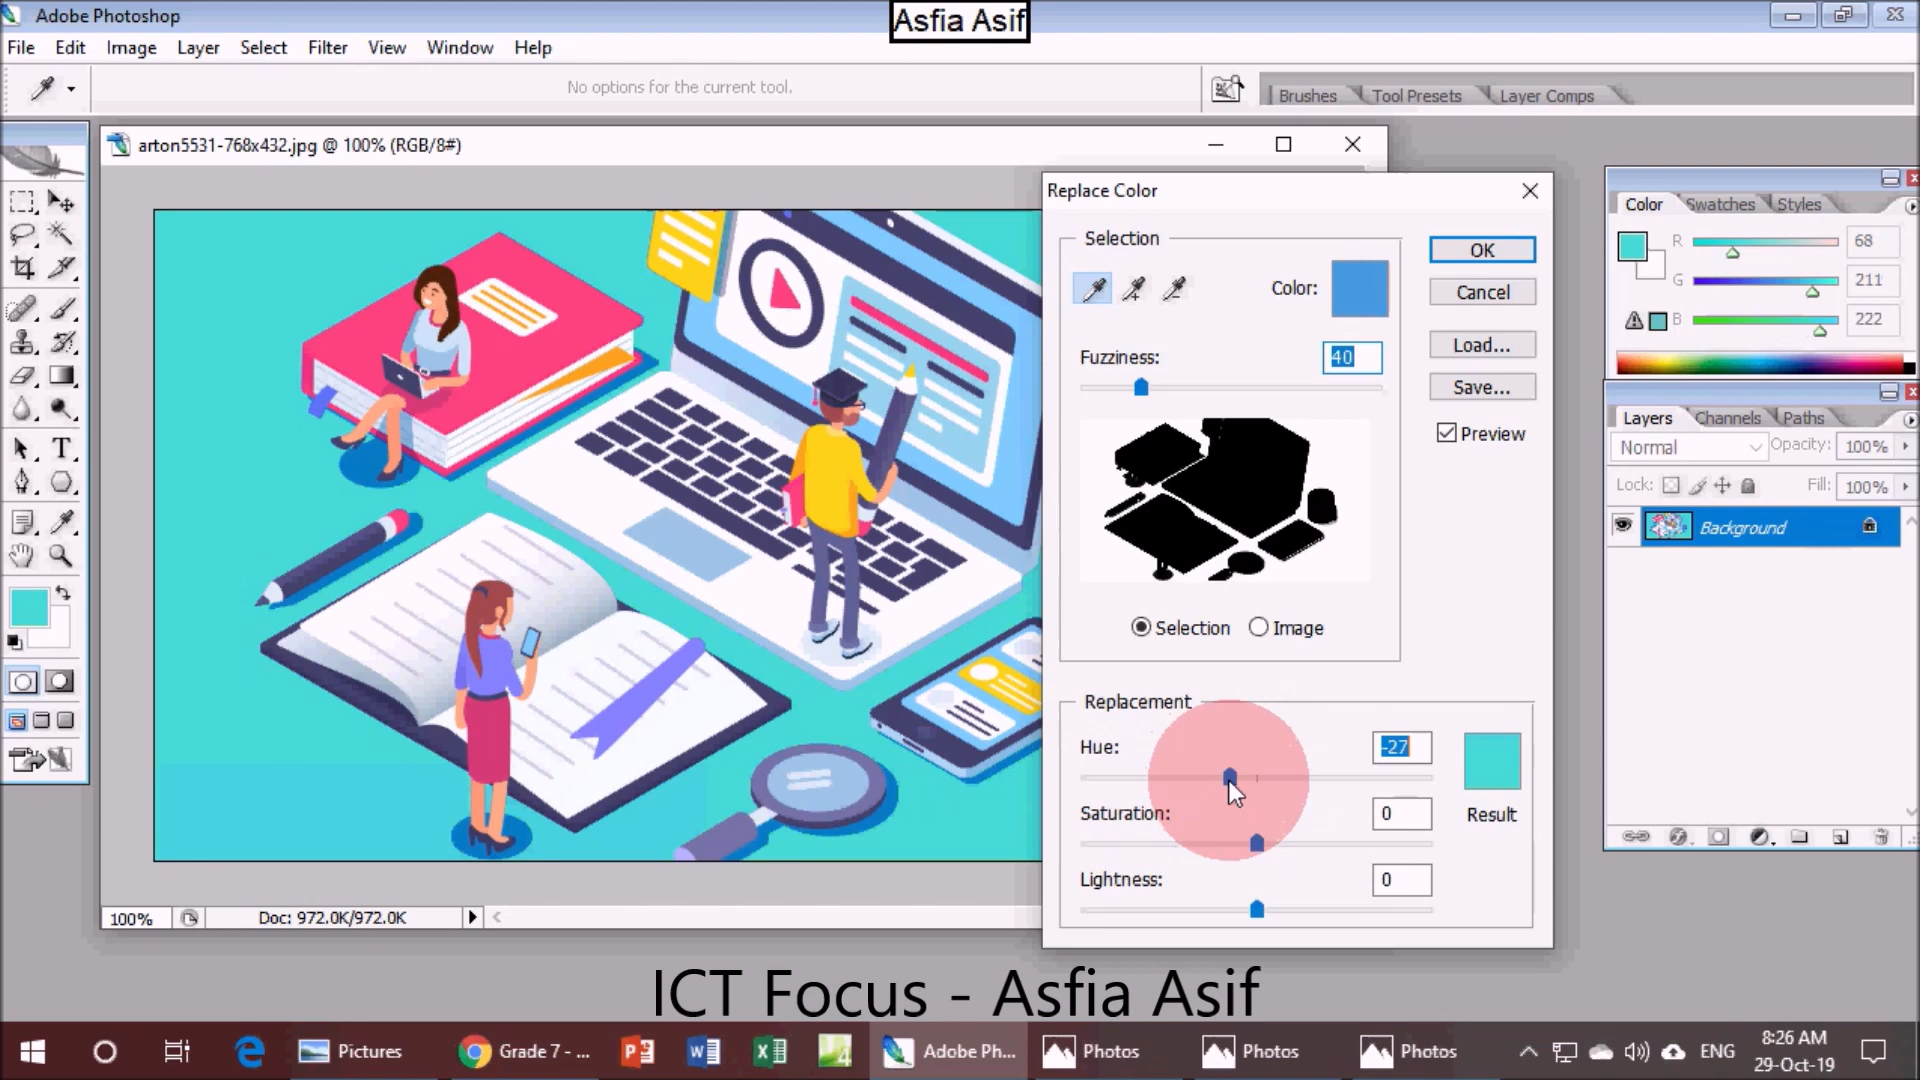 Adobe Photoshop
Asfia Asif
File Edit Image Layer Select Filter View Window Help
No options for the current tool.
Brushes Tool Presets Layer Comps
arton5531-768x432.jpg @ 100% (RGB/8#)
Replace Color
Selection
Color:
Fuzziness:
40
Selection Image
OK
Cancel
Load...
Save...
Preview
Replacement
Hue:
-27
Saturation:
0
Result
Lightness:
0
Color Swatches Styles
R 68
G 211
B 222
Layers Channels Paths
Normal Opacity: 100%
Lock: Fill: 100%
Background
T
100% Doc: 972.0K/972.0K
ICT Focus - Asfia Asif
Pictures Grade 7 - ... Adobe Ph... Photos Photos Photos ENG 8:26 AM
29-Oct-19